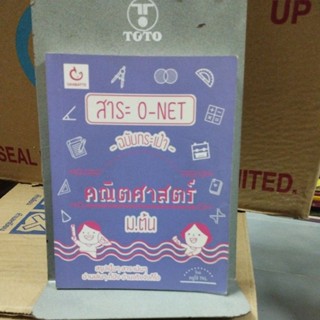 TOTO
UP
สาระ O-NET
ฉบับกระเป๋า
SEAL
UNITED.
คณิตศาสตร์
ม.ต้น